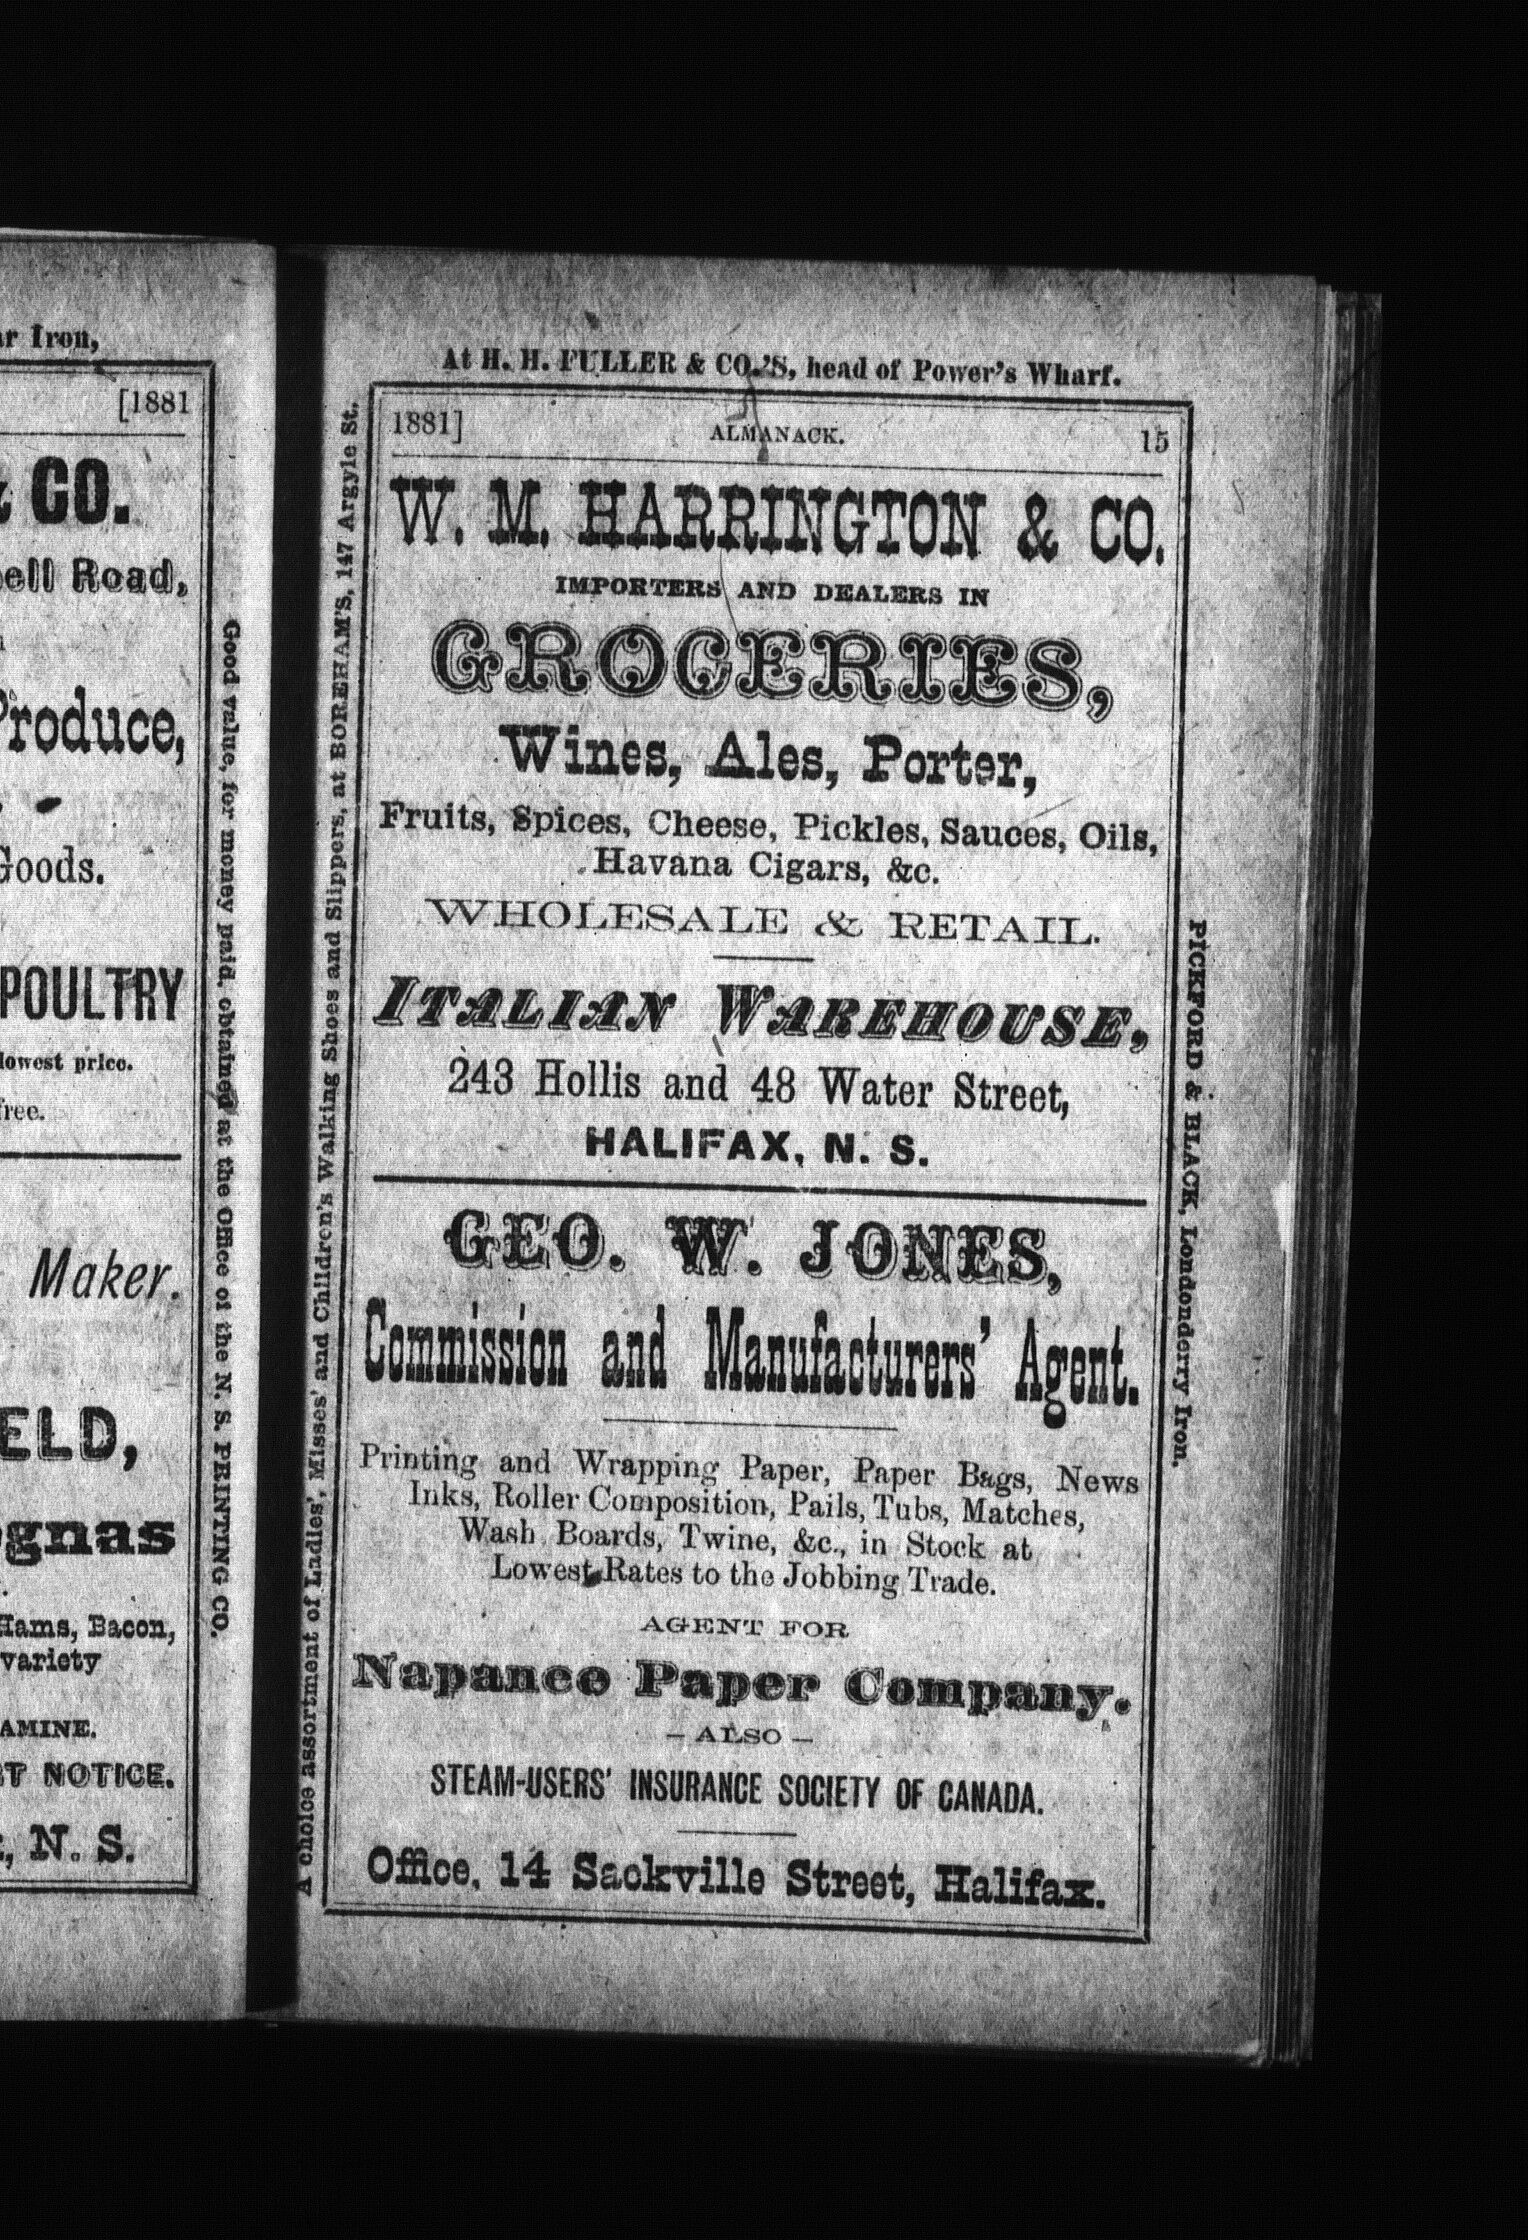 Iron,
[1881
& CO.
Road,
Produce,
Goods.
POULTRY
lowest price.
free.
Maker.
ELD,
gnas
Hams, Bacon,
variety
AMINE.
NOTICE.
N. S.
Good value, for money paid, obtained at the Office of the N. S. PRINTING CO.
At H. H. FULLER & CO.'S, head of Power's Wharf.
A choice assortment of Ladies', Misses' and Children's Walking Shoes and Slippers, at BOREHAM'S, 147 Argyle St.
1881] ALMANACK. 15
W. M. HARRINGTON & CO.
IMPORTERS AND DEALERS IN
GROCERIES,
Wines, Ales, Porter,
Fruits, Spices, Cheese, Pickles, Sauces, Oils,
Havana Cigars, &c.
WHOLESALE & RETAIL.
ITALIAN WAREHOUSE,
243 Hollis and 48 Water Street,
HALIFAX, N. S.
GEO. W. JONES,
Commission and Manufacturers' Agent.
Printing and Wrapping Paper, Paper Bags, News
Inks, Roller Composition, Pails, Tubs, Matches,
Wash Boards, Twine, &c., in Stock at
Lowest Rates to the Jobbing Trade.
AGENT FOR
Napanee Paper Company.
– ALSO –
STEAM-USERS' INSURANCE SOCIETY OF CANADA.
Office, 14 Sackville Street, Halifax.
PICKFORD & BLACK, Londonderry Iron.